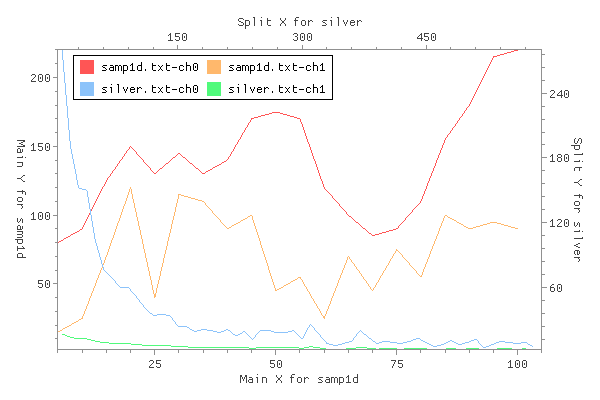 Split X for silver
150 300 450
samp1d.txt-ch0 samp1d.txt-ch1
silver.txt-ch0 silver.txt-ch1
200
150
100
50
Main Y for samp1d
240
180
120
60
Split Y for silver
25 50 75 100
Main X for samp1d